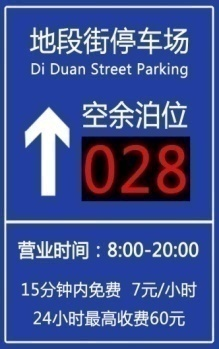 地段街停车场
Di Duan Street Parking
空余泊位
028
营业时间：8:00-20:00
15分钟内免费 7元/小时
24小时最高收费60元